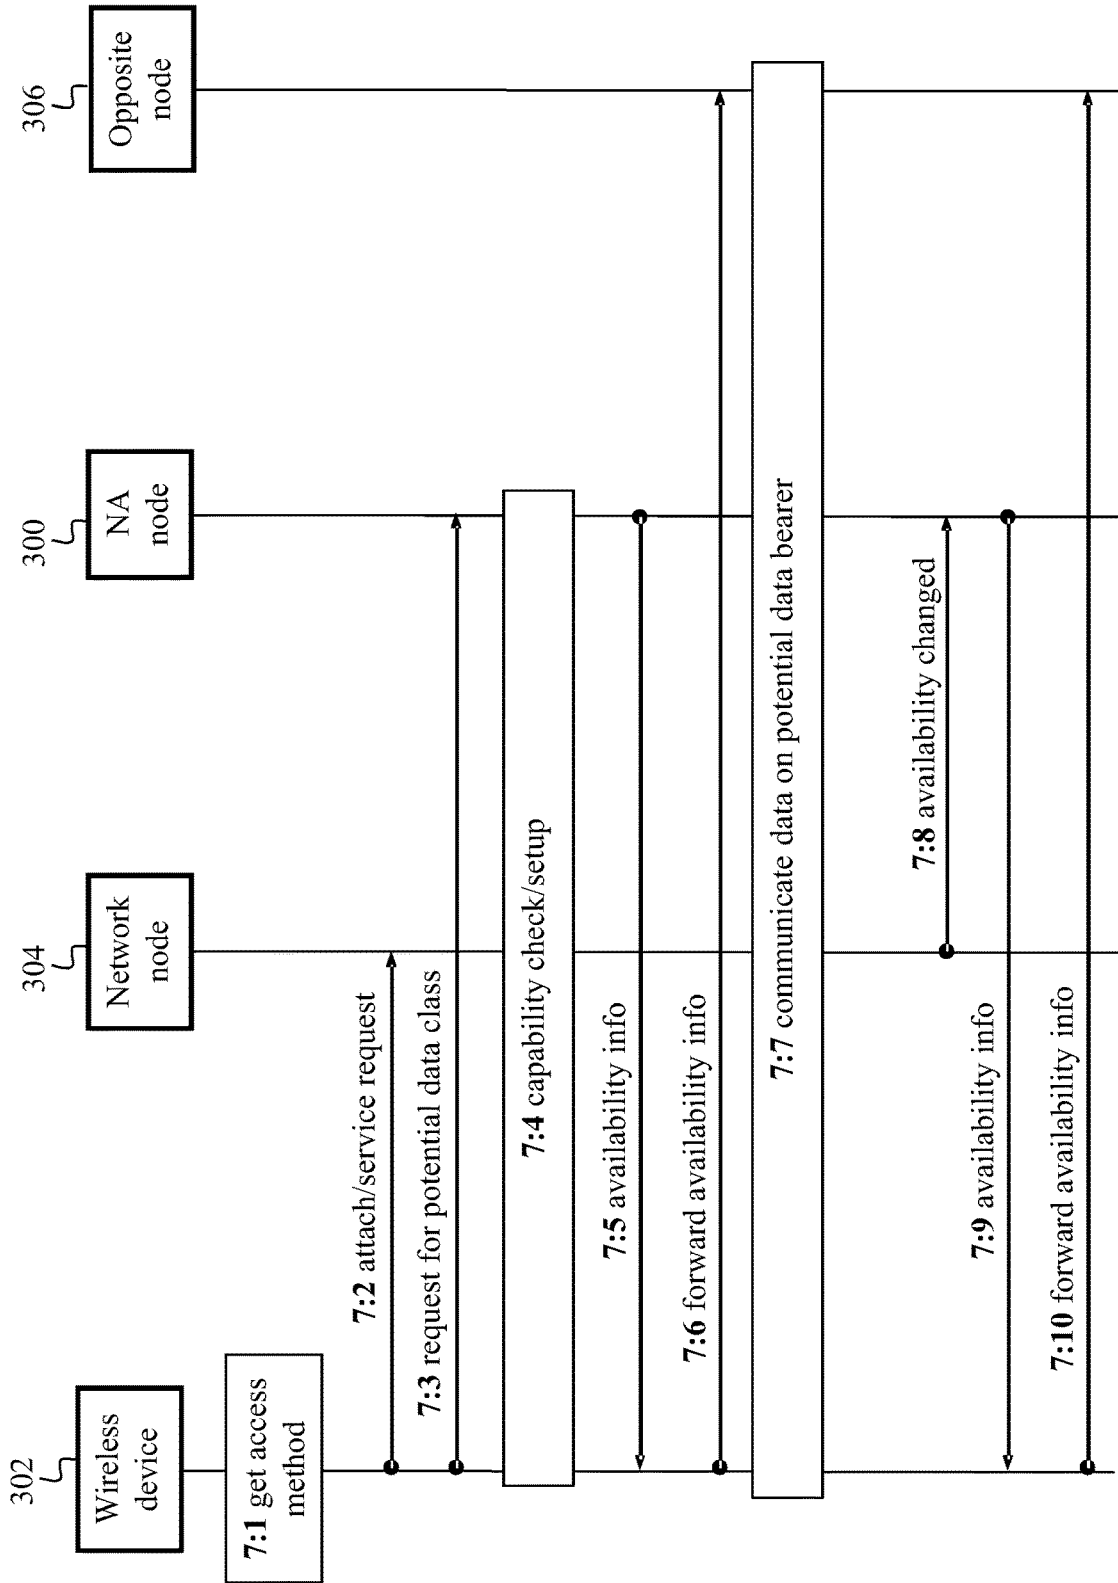 302
304
300
306
Wireless
device
Network
node
NA
node
Opposite
node
7:1 get access
method
7:2 attach/service request
7:3 request for potential data class
7:4 capability check/setup
7:5 availability info
7:6 forward availability info
7:7 communicate data on potential data bearer
7:8 availability changed
7:9 availability info
7:10 forward availability info